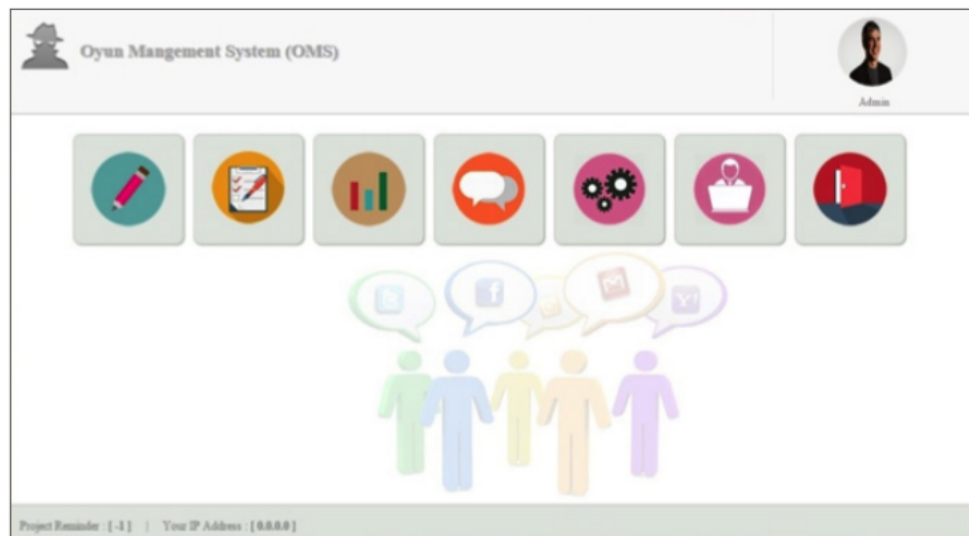 Oyun Mangement System (OMS)
Admin
Project Reminder : [ -1 ] | Your IP Address : [ 0.0.0.0 ]